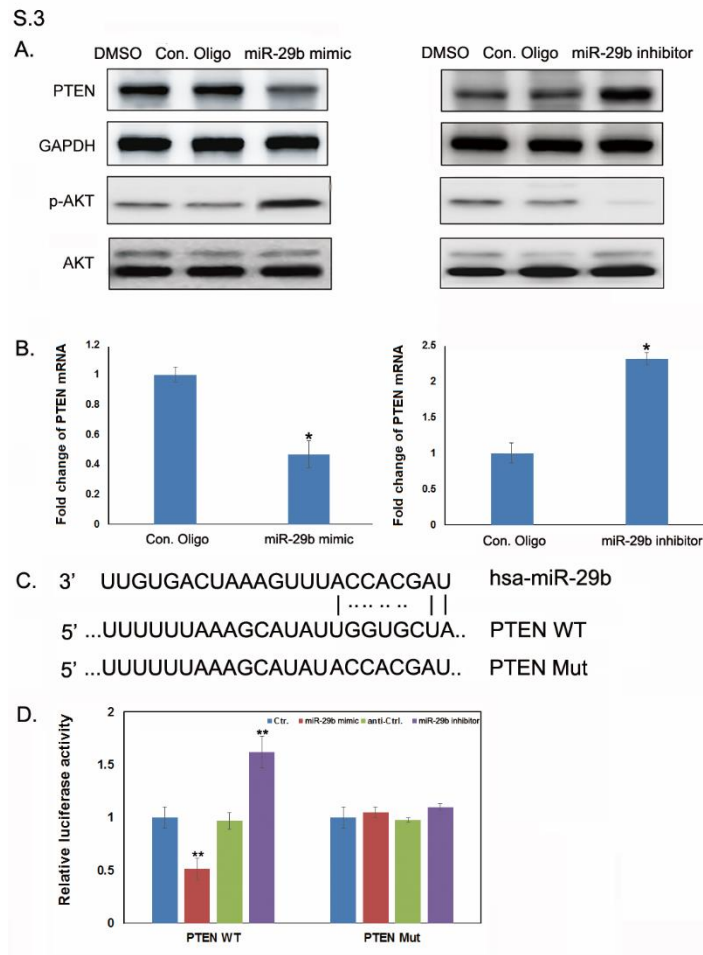 S.3
A.
DMSO Con. Oligo miR-29b mimic
DMSO Con. Oligo miR-29b inhibitor
PTEN
GAPDH
p-AKT
AKT
B.
Fold change of PTEN mRNA
1.2
1
0.8
0.6
0.4
0.2
0
*
Con. Oligo miR-29b mimic
Fold change of PTEN mRNA
2.5
2
1.5
1
0.5
0
*
Con. Oligo miR-29b inhibitor
C. 3’ UUGUGACUAAAGUUUACCACGAU hsa-miR-29b
5’ ...UUUUUUAAAGCAUAUUGGUGCUA.. PTEN WT
5’ ...UUUUUUAAAGCAUAUACCACGAU.. PTEN Mut
D.
Relative luciferase activity
2
1.5
1
0.5
0
Ctr. miR-29b mimic anti-Ctrl. miR-29b inhibitor
**
**
PTEN WT PTEN Mut